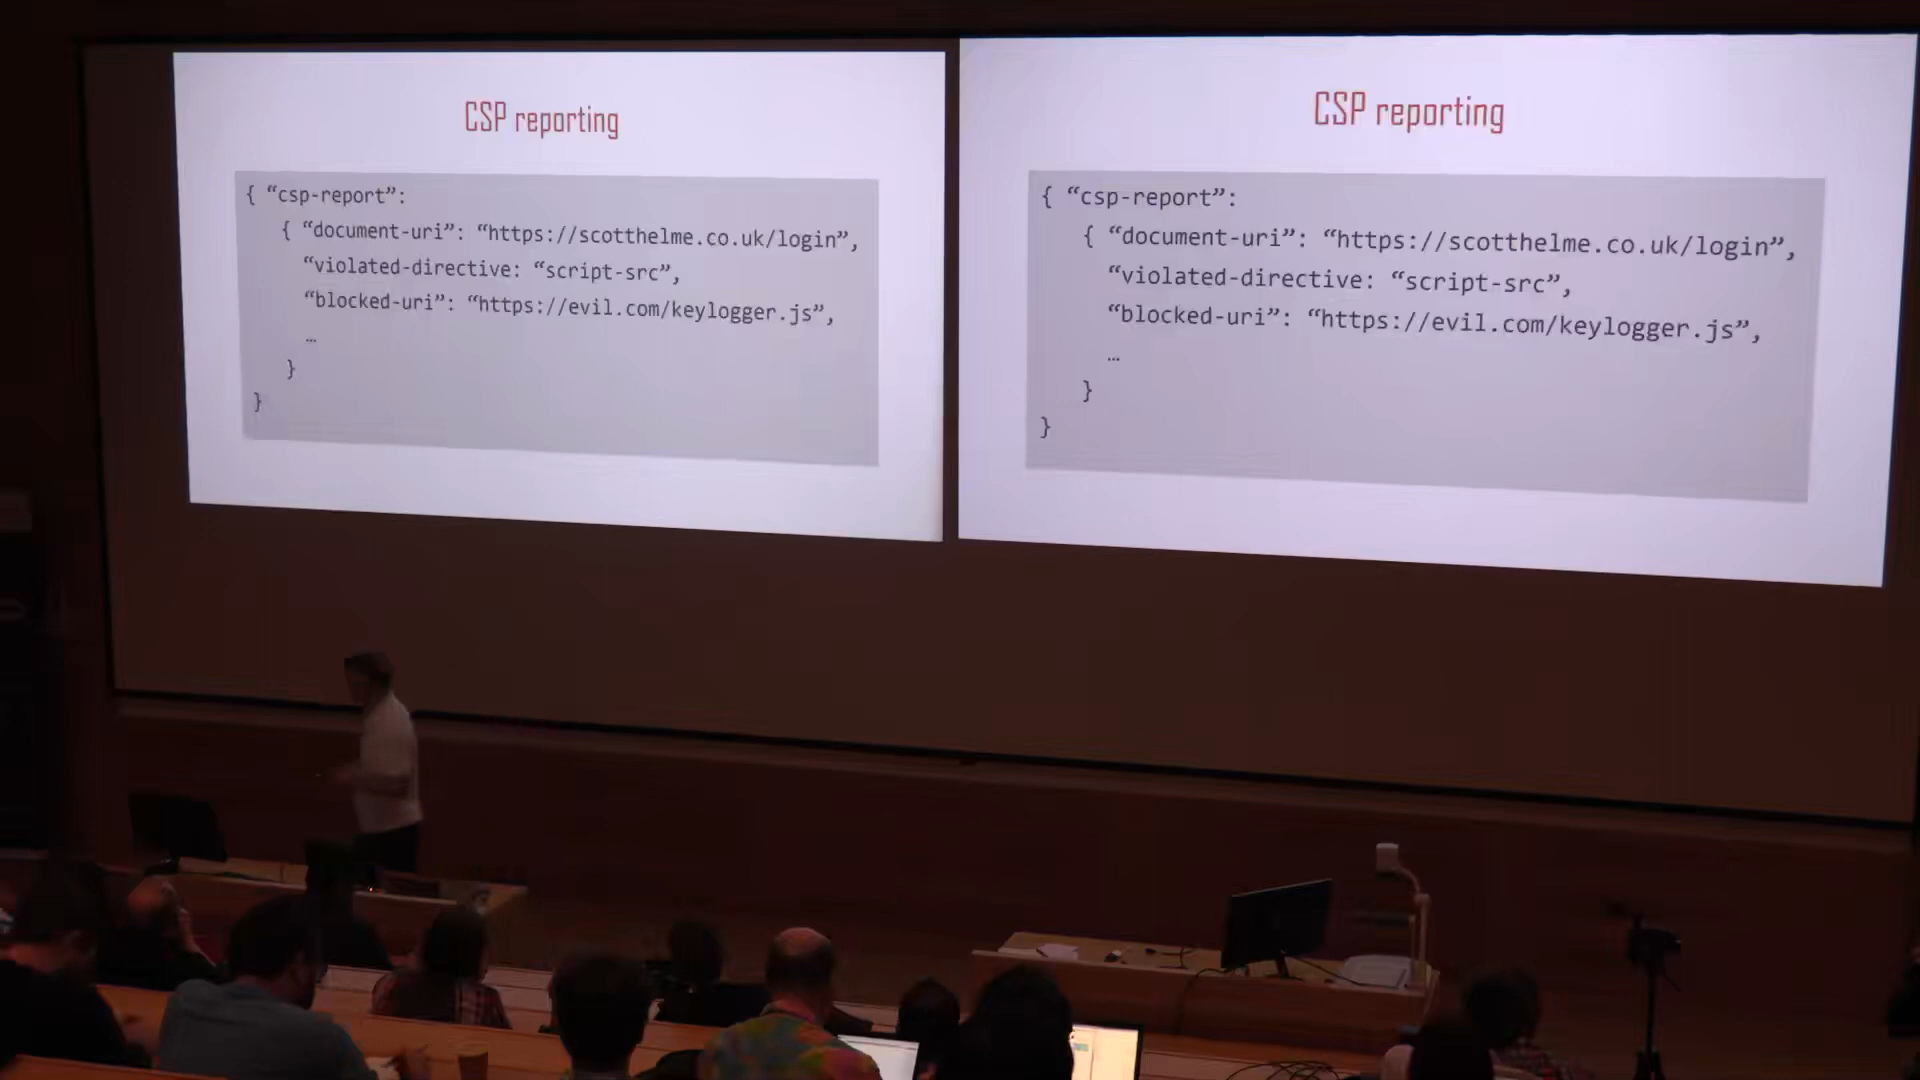 CSP reporting
{ “csp-report”:
{ “document-uri”: “https://scotthelme.co.uk/login”,
“violated-directive: “script-src”,
“blocked-uri”: “https://evil.com/keylogger.js”,
…
}
}
CSP reporting
{ “csp-report”:
{ “document-uri”: “https://scotthelme.co.uk/login”,
“violated-directive: “script-src”,
“blocked-uri”: “https://evil.com/keylogger.js”,
…
}
}